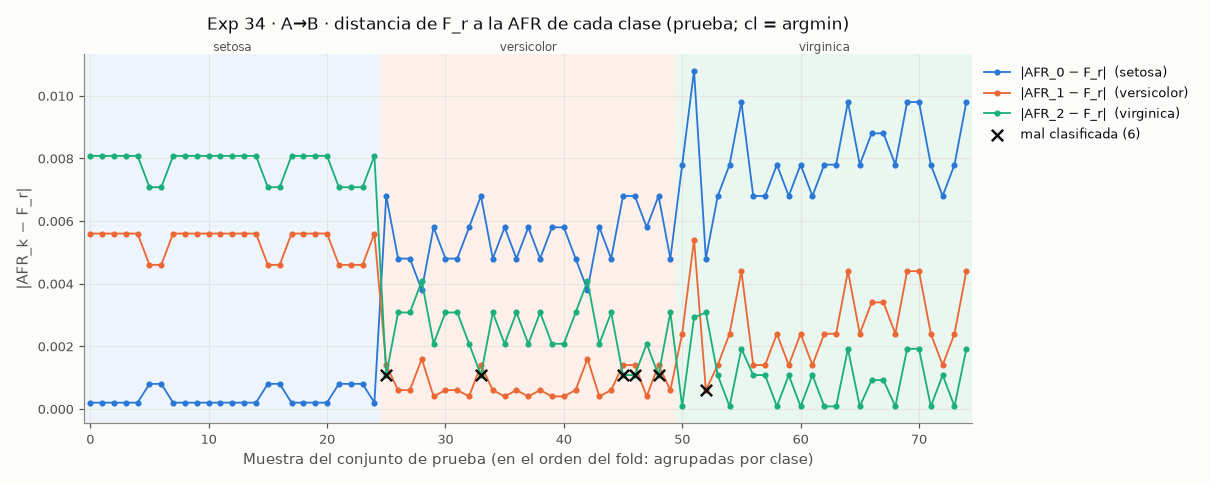 Exp 34 · A→B · distancia de F_r a la AFR de cada clase (prueba; cl = argmin)
setosa
versicolor
virginica
|AFR_k − F_r|
0.010
0.008
0.006
0.004
0.002
0.000
0
10
20
30
40
50
60
70
Muestra del conjunto de prueba (en el orden del fold: agrupadas por clase)
|AFR_0 − F_r| (setosa)
|AFR_1 − F_r| (versicolor)
|AFR_2 − F_r| (virginica)
mal clasificada (6)